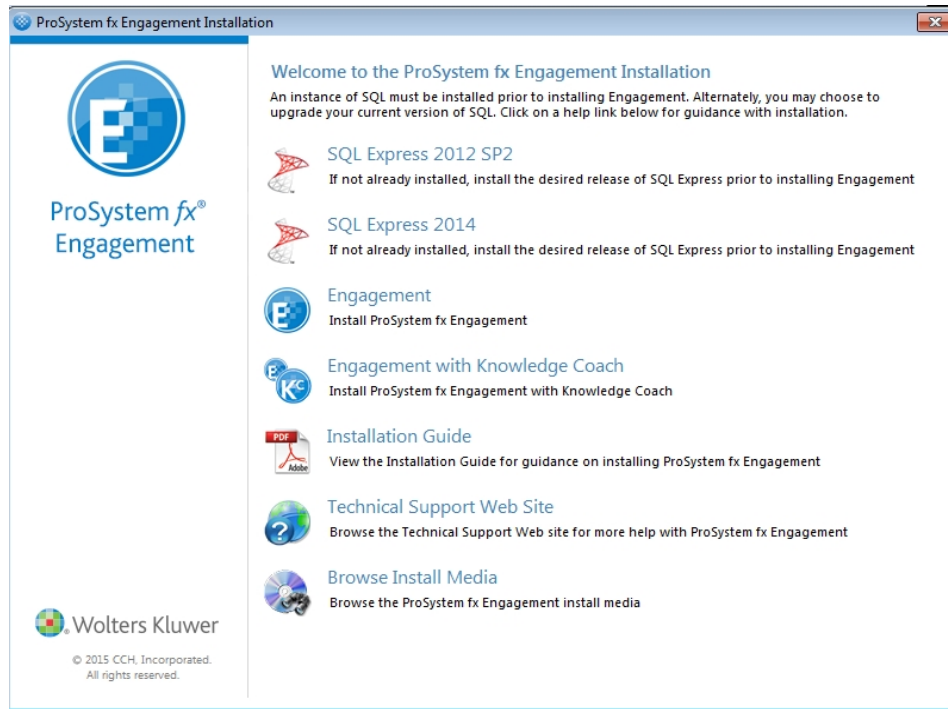 ProSystem fx Engagement Installation
Welcome to the ProSystem fx Engagement Installation
An instance of SQL must be installed prior to installing Engagement. Alternately, you may choose to
upgrade your current version of SQL. Click on a help link below for guidance with installation.
E
ProSystem fx®
Engagement
SQL Express 2012 SP2
If not already installed, install the desired release of SQL Express prior to installing Engagement
SQL Express 2014
If not already installed, install the desired release of SQL Express prior to installing Engagement
E
Engagement
Install ProSystem fx Engagement
E
KC
Engagement with Knowledge Coach
Install ProSystem fx Engagement with Knowledge Coach
PDF
Adobe
Installation Guide
View the Installation Guide for guidance on installing ProSystem fx Engagement
?
Technical Support Web Site
Browse the Technical Support Web site for more help with ProSystem fx Engagement
Browse Install Media
Browse the ProSystem fx Engagement install media
Wolters Kluwer
© 2015 CCH, Incorporated.
All rights reserved.